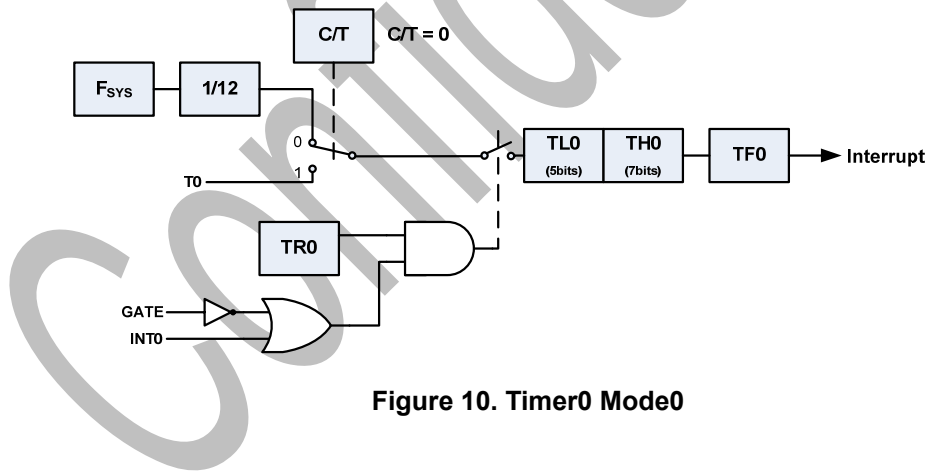 C/T
C/T = 0
FSYS
1/12
0
1
T0
TL0
(5bits)
TH0
(7bits)
TF0
Interrupt
TR0
GATE
INT0
Figure 10. Timer0 Mode0